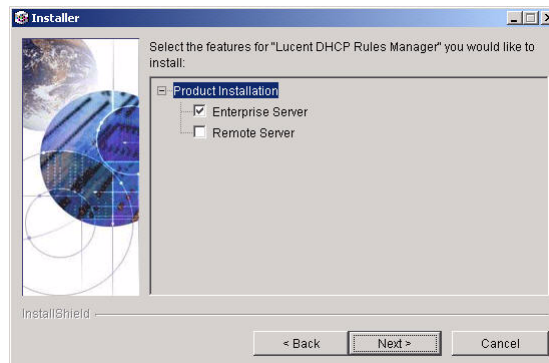 Installer
Select the features for "Lucent DHCP Rules Manager" you would like to
install:
Product Installation
Enterprise Server
Remote Server
InstallShield
< Back
Next >
Cancel